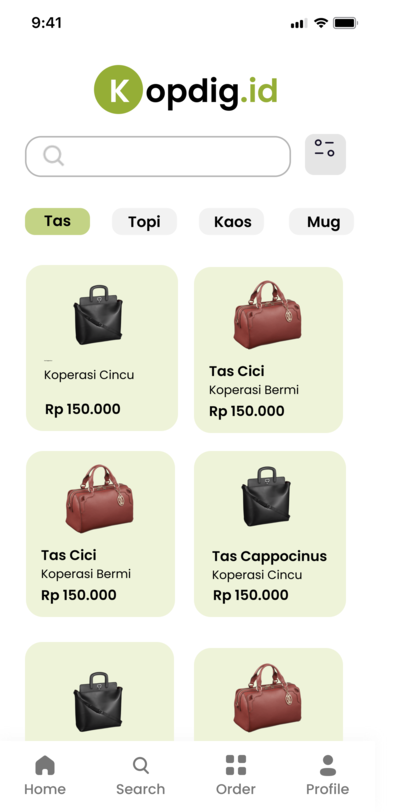 9:41
Kopdig.id
Tas
Topi
Kaos
Mug
_
Koperasi Cincu
Rp 150.000
Tas Cici
Koperasi Bermi
Rp 150.000
Tas Cici
Koperasi Bermi
Rp 150.000
Tas Cappocinus
Koperasi Cincu
Rp 150.000
Home
Search
Order
Profile